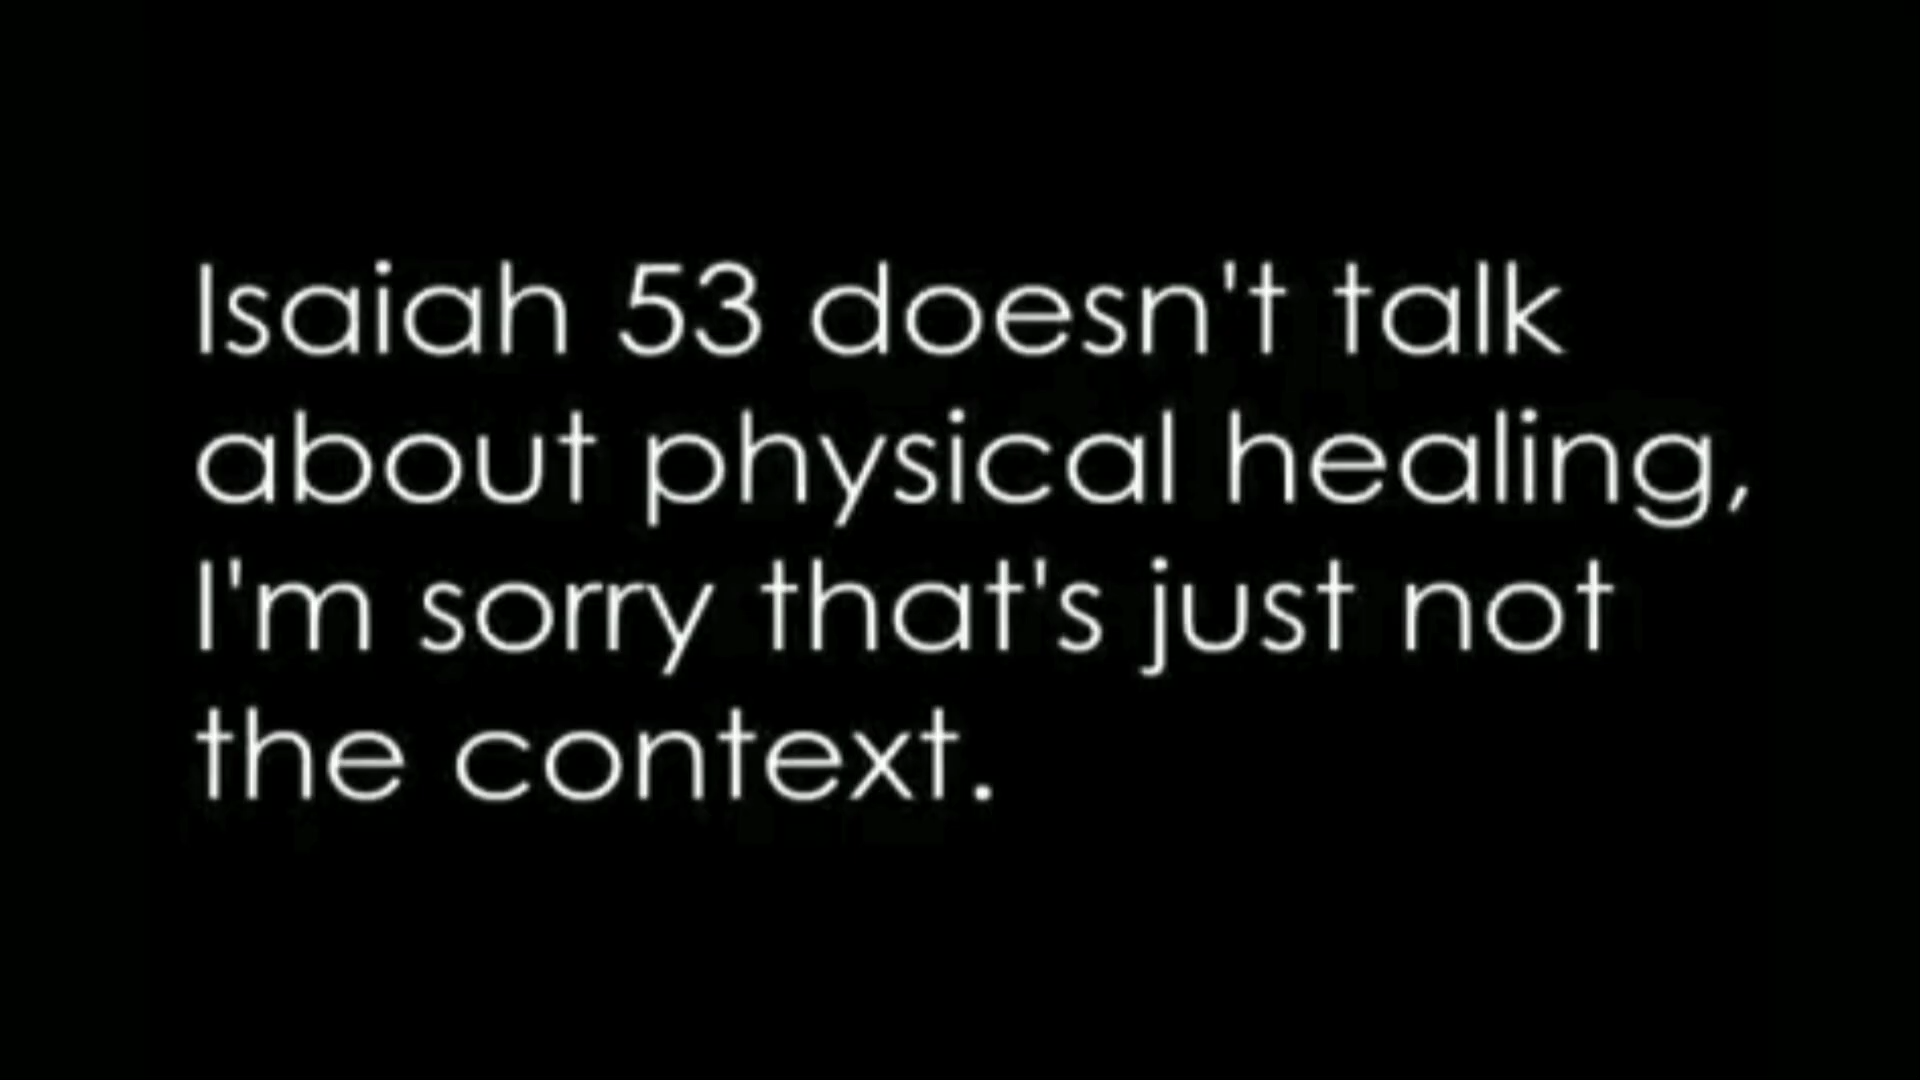 Isaiah 53 doesn't talk
about physical healing,
I'm sorry that's just not
the context.